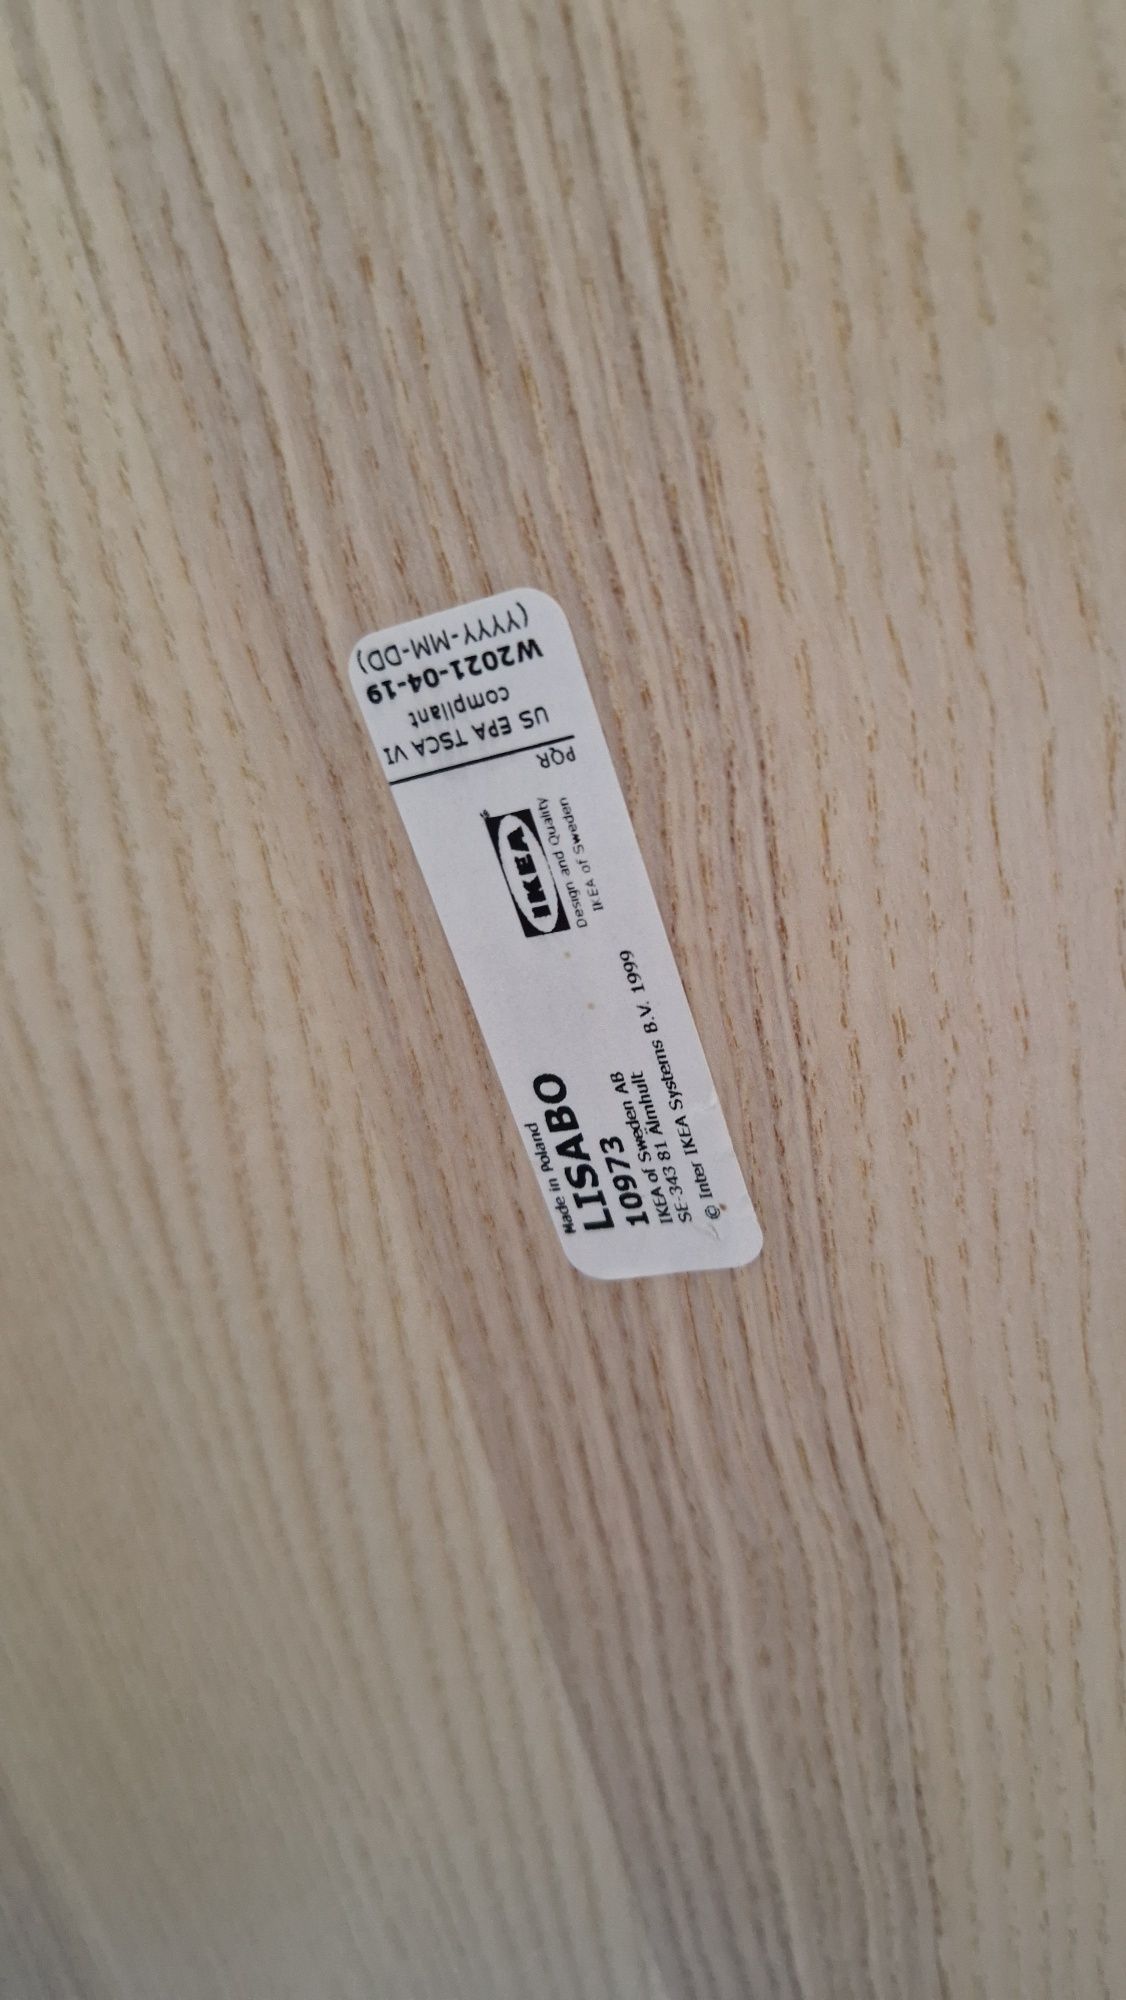 Made in Poland
LISABO
10973
IKEA of Sweden AB
SE-343 81 Älmhult
© Inter IKEA Systems B.V. 1999
IKEA®
Design and Quality
IKEA of Sweden
PQR
US EPA TSCA VI
compliant
W2021-04-19
(YYYY-MM-DD)